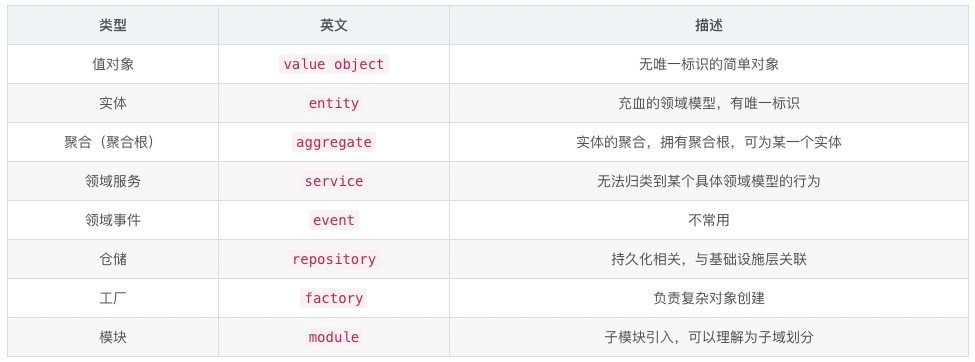 类型 英文 描述
值对象 value object 无唯一标识的简单对象
实体 entity 充血的领域模型，有唯一标识
聚合（聚合根） aggregate 实体的聚合，拥有聚合根，可为某一个实体
领域服务 service 无法归类到某个具体领域模型的行为
领域事件 event 不常用
仓储 repository 持久化相关，与基础设施层关联
工厂 factory 负责复杂对象创建
模块 module 子模块引入，可以理解为子域划分